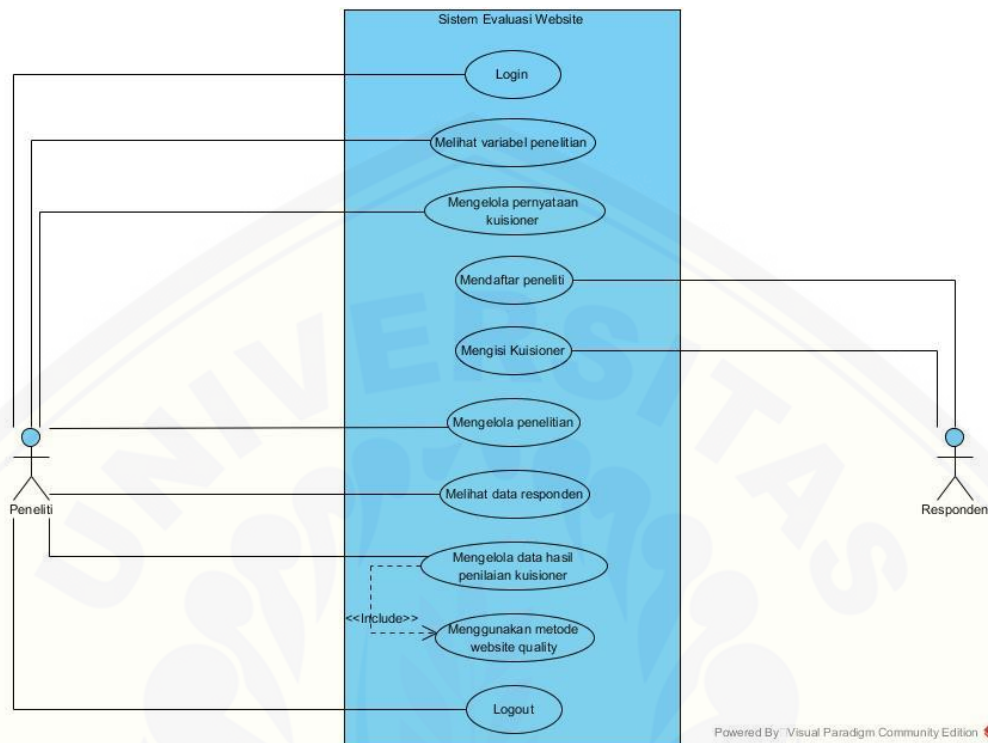 Sistem Evaluasi Website
Login
Melihat variabel penelitian
Mengelola pernyataan
kuisioner
Mendaftar peneliti
Mengisi Kuisioner
Mengelola penelitian
Melihat data responden
Peneliti
Responden
Mengelola data hasil
penilaian kuisioner
<<Include>>
Menggunakan metode
website quality
Logout
UNIVERSITAS
Powered By Visual Paradigm Community Edition